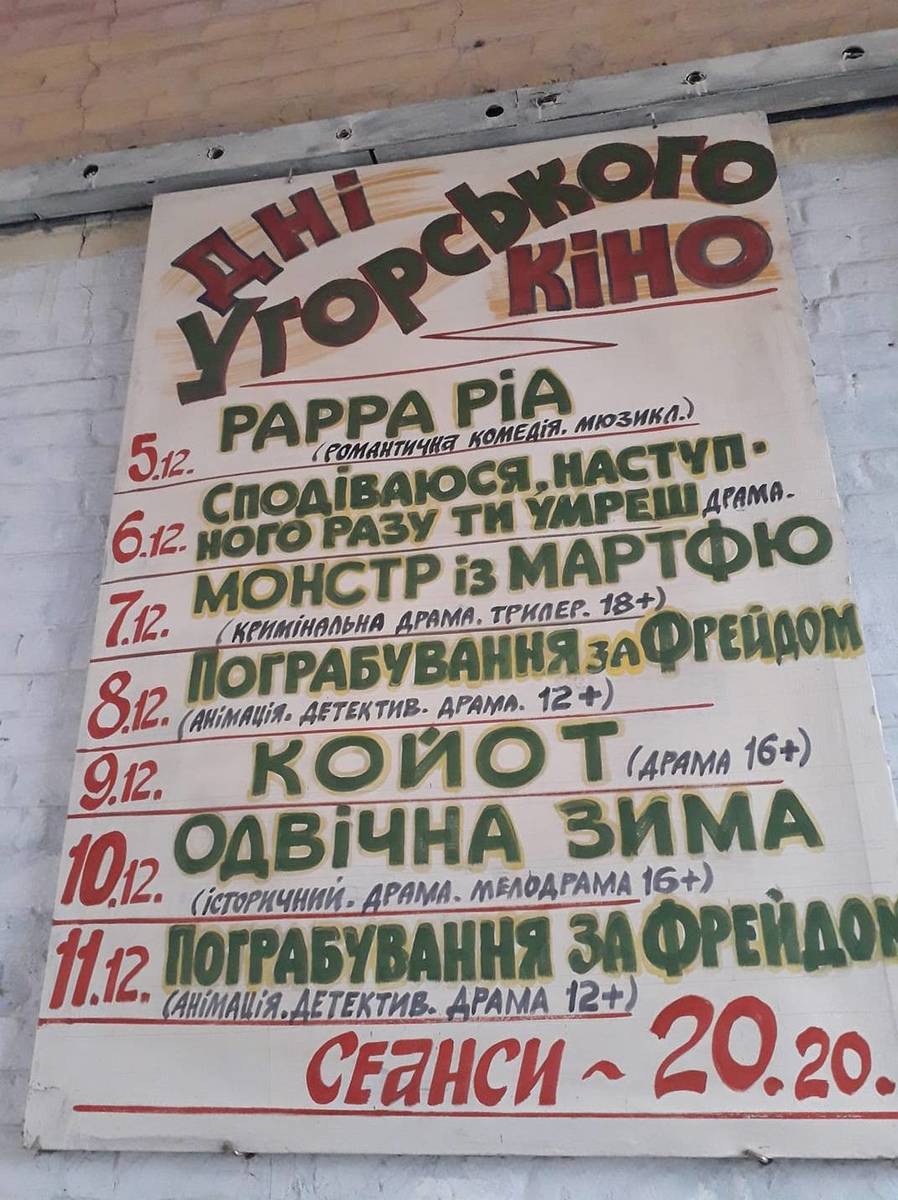 ДНІ
УГОРСЬКОГО
КІНО
5.12. РАРРА РІА
(РОМАНТИЧНА КОМЕДІЯ. МЮЗИКЛ.)
6.12. СПОДІВАЮСЯ, НАСТУП-
НОГО РАЗУ ТИ УМРЕШ ДРАМА.
7.12. МОНСТР ІЗ МАРТФЮ
(КРИМІНАЛЬНА ДРАМА. ТРИЛЕР. 18+)
8.12. ПОГРАБУВАННЯ ЗА ФРЕЙДОМ
(АНІМАЦІЯ. ДЕТЕКТИВ. ДРАМА. 12+)
9.12. КОЙОТ (ДРАМА 16+)
10.12. ОДВІЧНА ЗИМА
(ІСТОРИЧНИЙ. ДРАМА. МЕЛОДРАМА 16+)
11.12. ПОГРАБУВАННЯ ЗА ФРЕЙДОМ
(АНІМАЦІЯ. ДЕТЕКТИВ. ДРАМА 12+)
СЕАНСИ ~ 20.20.